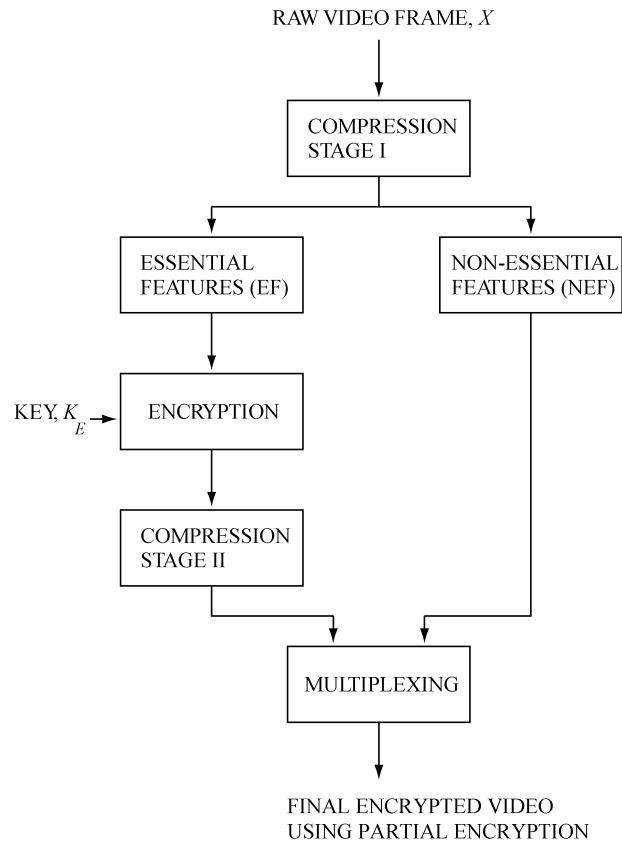 RAW VIDEO FRAME, X
COMPRESSION
STAGE I
ESSENTIAL
FEATURES (EF)
NON-ESSENTIAL
FEATURES (NEF)
KEY, K_E
ENCRYPTION
COMPRESSION
STAGE II
MULTIPLEXING
FINAL ENCRYPTED VIDEO
USING PARTIAL ENCRYPTION